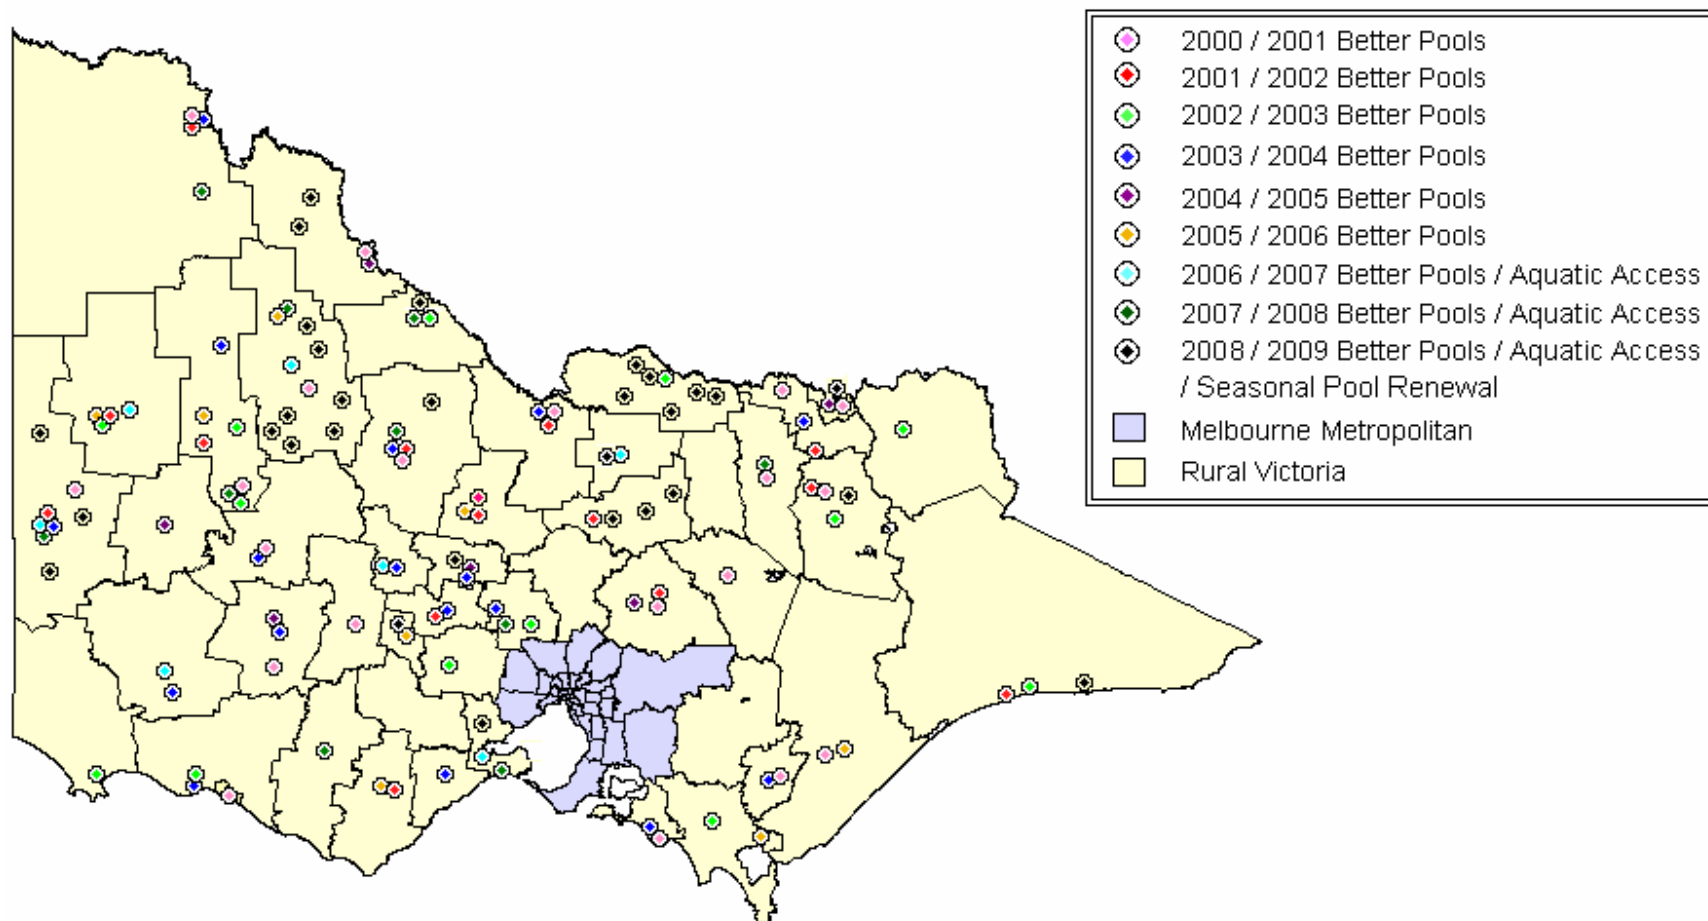 2000 / 2001 Better Pools
2001 / 2002 Better Pools
2002 / 2003 Better Pools
2003 / 2004 Better Pools
2004 / 2005 Better Pools
2005 / 2006 Better Pools
2006 / 2007 Better Pools / Aquatic Access
2007 / 2008 Better Pools / Aquatic Access
2008 / 2009 Better Pools / Aquatic Access
/ Seasonal Pool Renewal
Melbourne Metropolitan
Rural Victoria